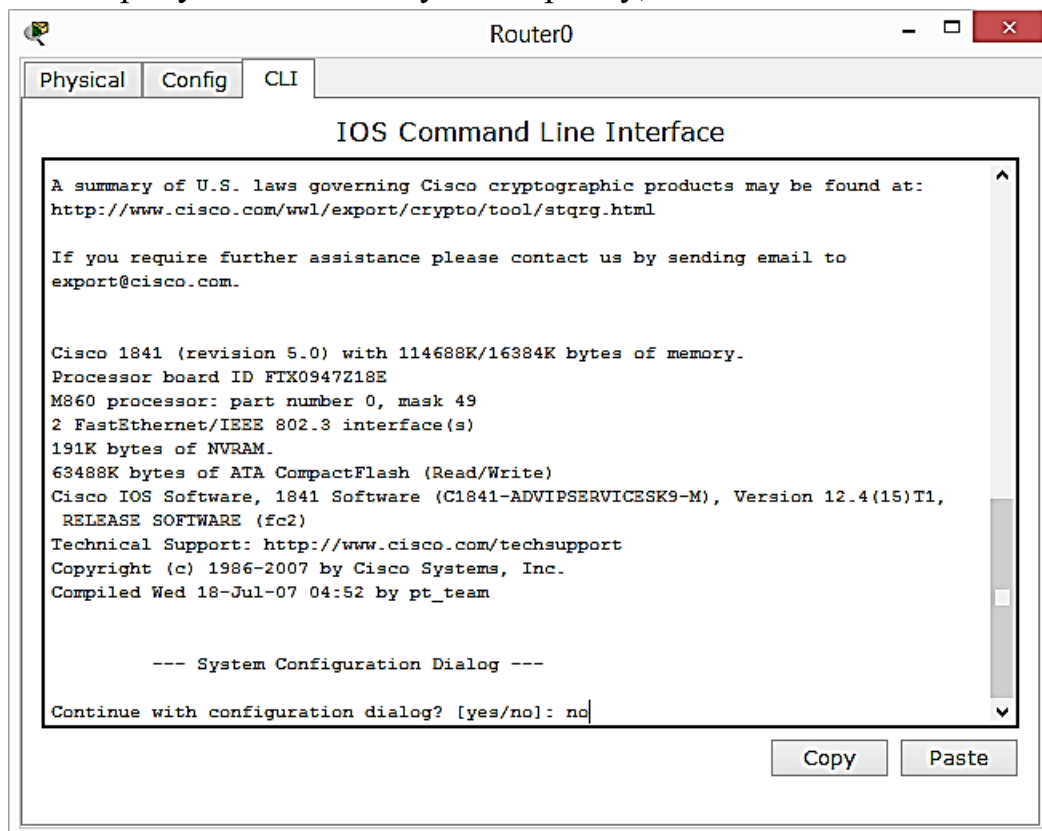 Router0
Physical Config CLI
IOS Command Line Interface
A summary of U.S. laws governing Cisco cryptographic products may be found at:
http://www.cisco.com/wwl/export/crypto/tool/stqrg.html
If you require further assistance please contact us by sending email to
export@cisco.com.
Cisco 1841 (revision 5.0) with 114688K/16384K bytes of memory.
Processor board ID FTX0947Z18E
M860 processor: part number 0, mask 49
2 FastEthernet/IEEE 802.3 interface(s)
191K bytes of NVRAM.
63488K bytes of ATA CompactFlash (Read/Write)
Cisco IOS Software, 1841 Software (C1841-ADVIPSERVICESK9-M), Version 12.4(15)T1,
RELEASE SOFTWARE (fc2)
Technical Support: http://www.cisco.com/techsupport
Copyright (c) 1986-2007 by Cisco Systems, Inc.
Compiled Wed 18-Jul-07 04:52 by pt_team
--- System Configuration Dialog ---
Continue with configuration dialog? [yes/no]: no
Copy Paste